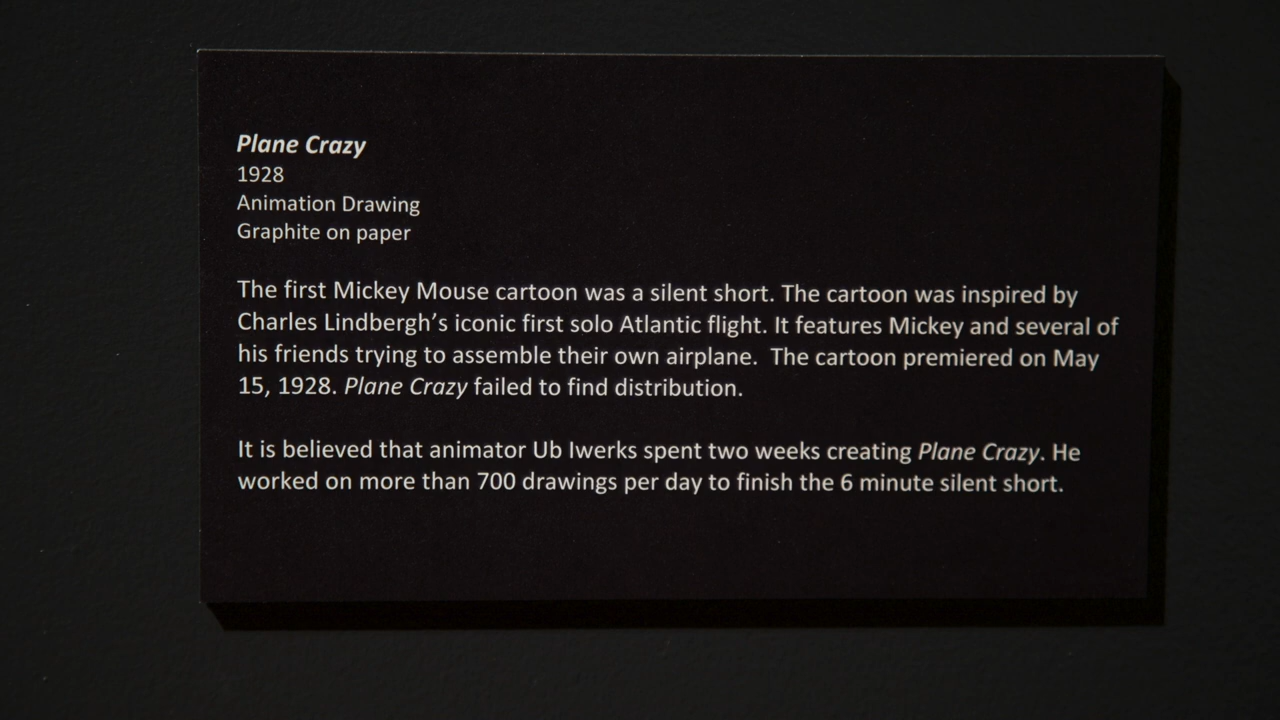 Plane Crazy
1928
Animation Drawing
Graphite on paper
The first Mickey Mouse cartoon was a silent short. The cartoon was inspired by
Charles Lindbergh’s iconic first solo Atlantic flight. It features Mickey and several of
his friends trying to assemble their own airplane.  The cartoon premiered on May
15, 1928. Plane Crazy failed to find distribution.
It is believed that animator Ub Iwerks spent two weeks creating Plane Crazy. He
worked on more than 700 drawings per day to finish the 6 minute silent short.